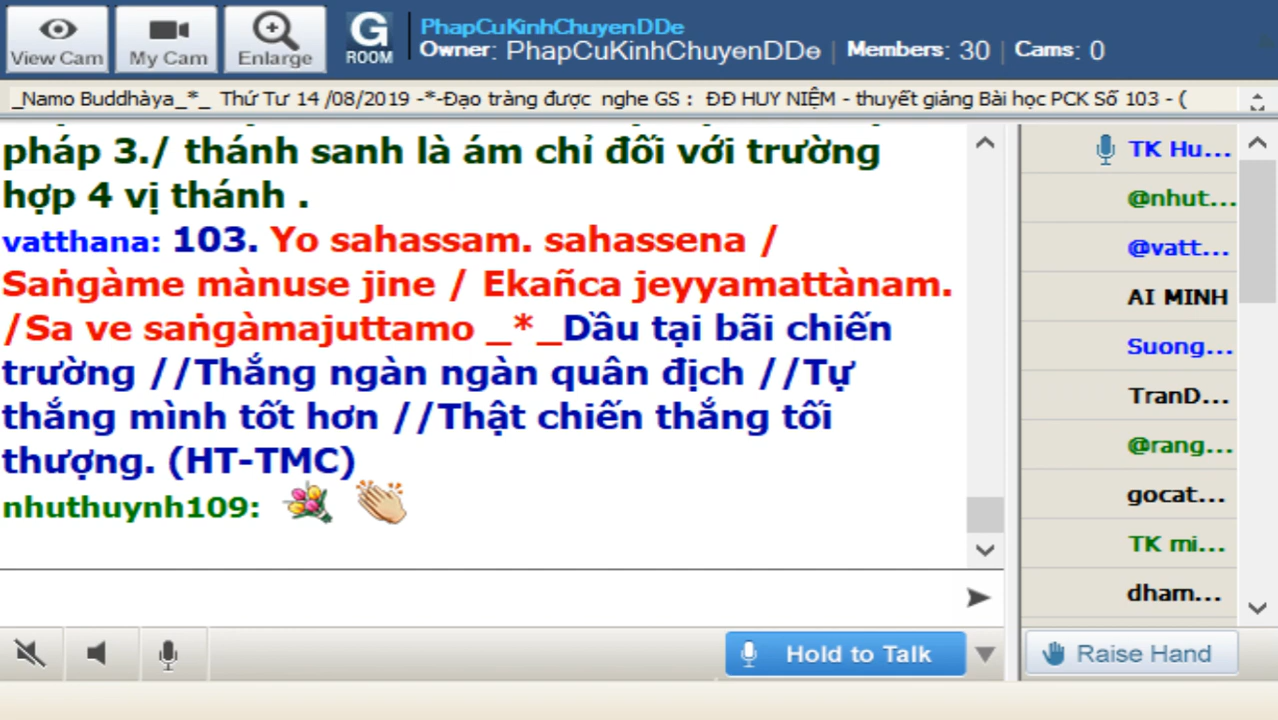 View Cam
My Cam
Enlarge
G ROOM
PhapCuKinhChuyenDDe
Owner: PhapCuKinhChuyenDDe | Members: 30 | Cams: 0
_Namo Buddhàya_*_ Thứ Tư 14 /08/2019 -*-Đạo tràng được nghe GS : ĐĐ HUY NIỆM - thuyết giảng Bài học PCK Số 103 - (
pháp 3./ thánh sanh là ám chỉ đối với trường
hợp 4 vị thánh .
vatthana: 103. Yo sahassam. sahassena /
Saṅgàme mànuse jine / Ekañca jeyyamattànam.
/Sa ve saṅgàmajuttamo _*_Dầu tại bãi chiến
trường //Thắng ngàn ngàn quân địch //Tự
thắng mình tốt hơn //Thật chiến thắng tối
thượng. (HT-TMC)
nhuthuynh109:
TK Hu...
@nhut...
@vatt...
AI MINH
Suong...
TranD...
@rang...
gocat...
TK mi...
dham...
Hold to Talk
Raise Hand